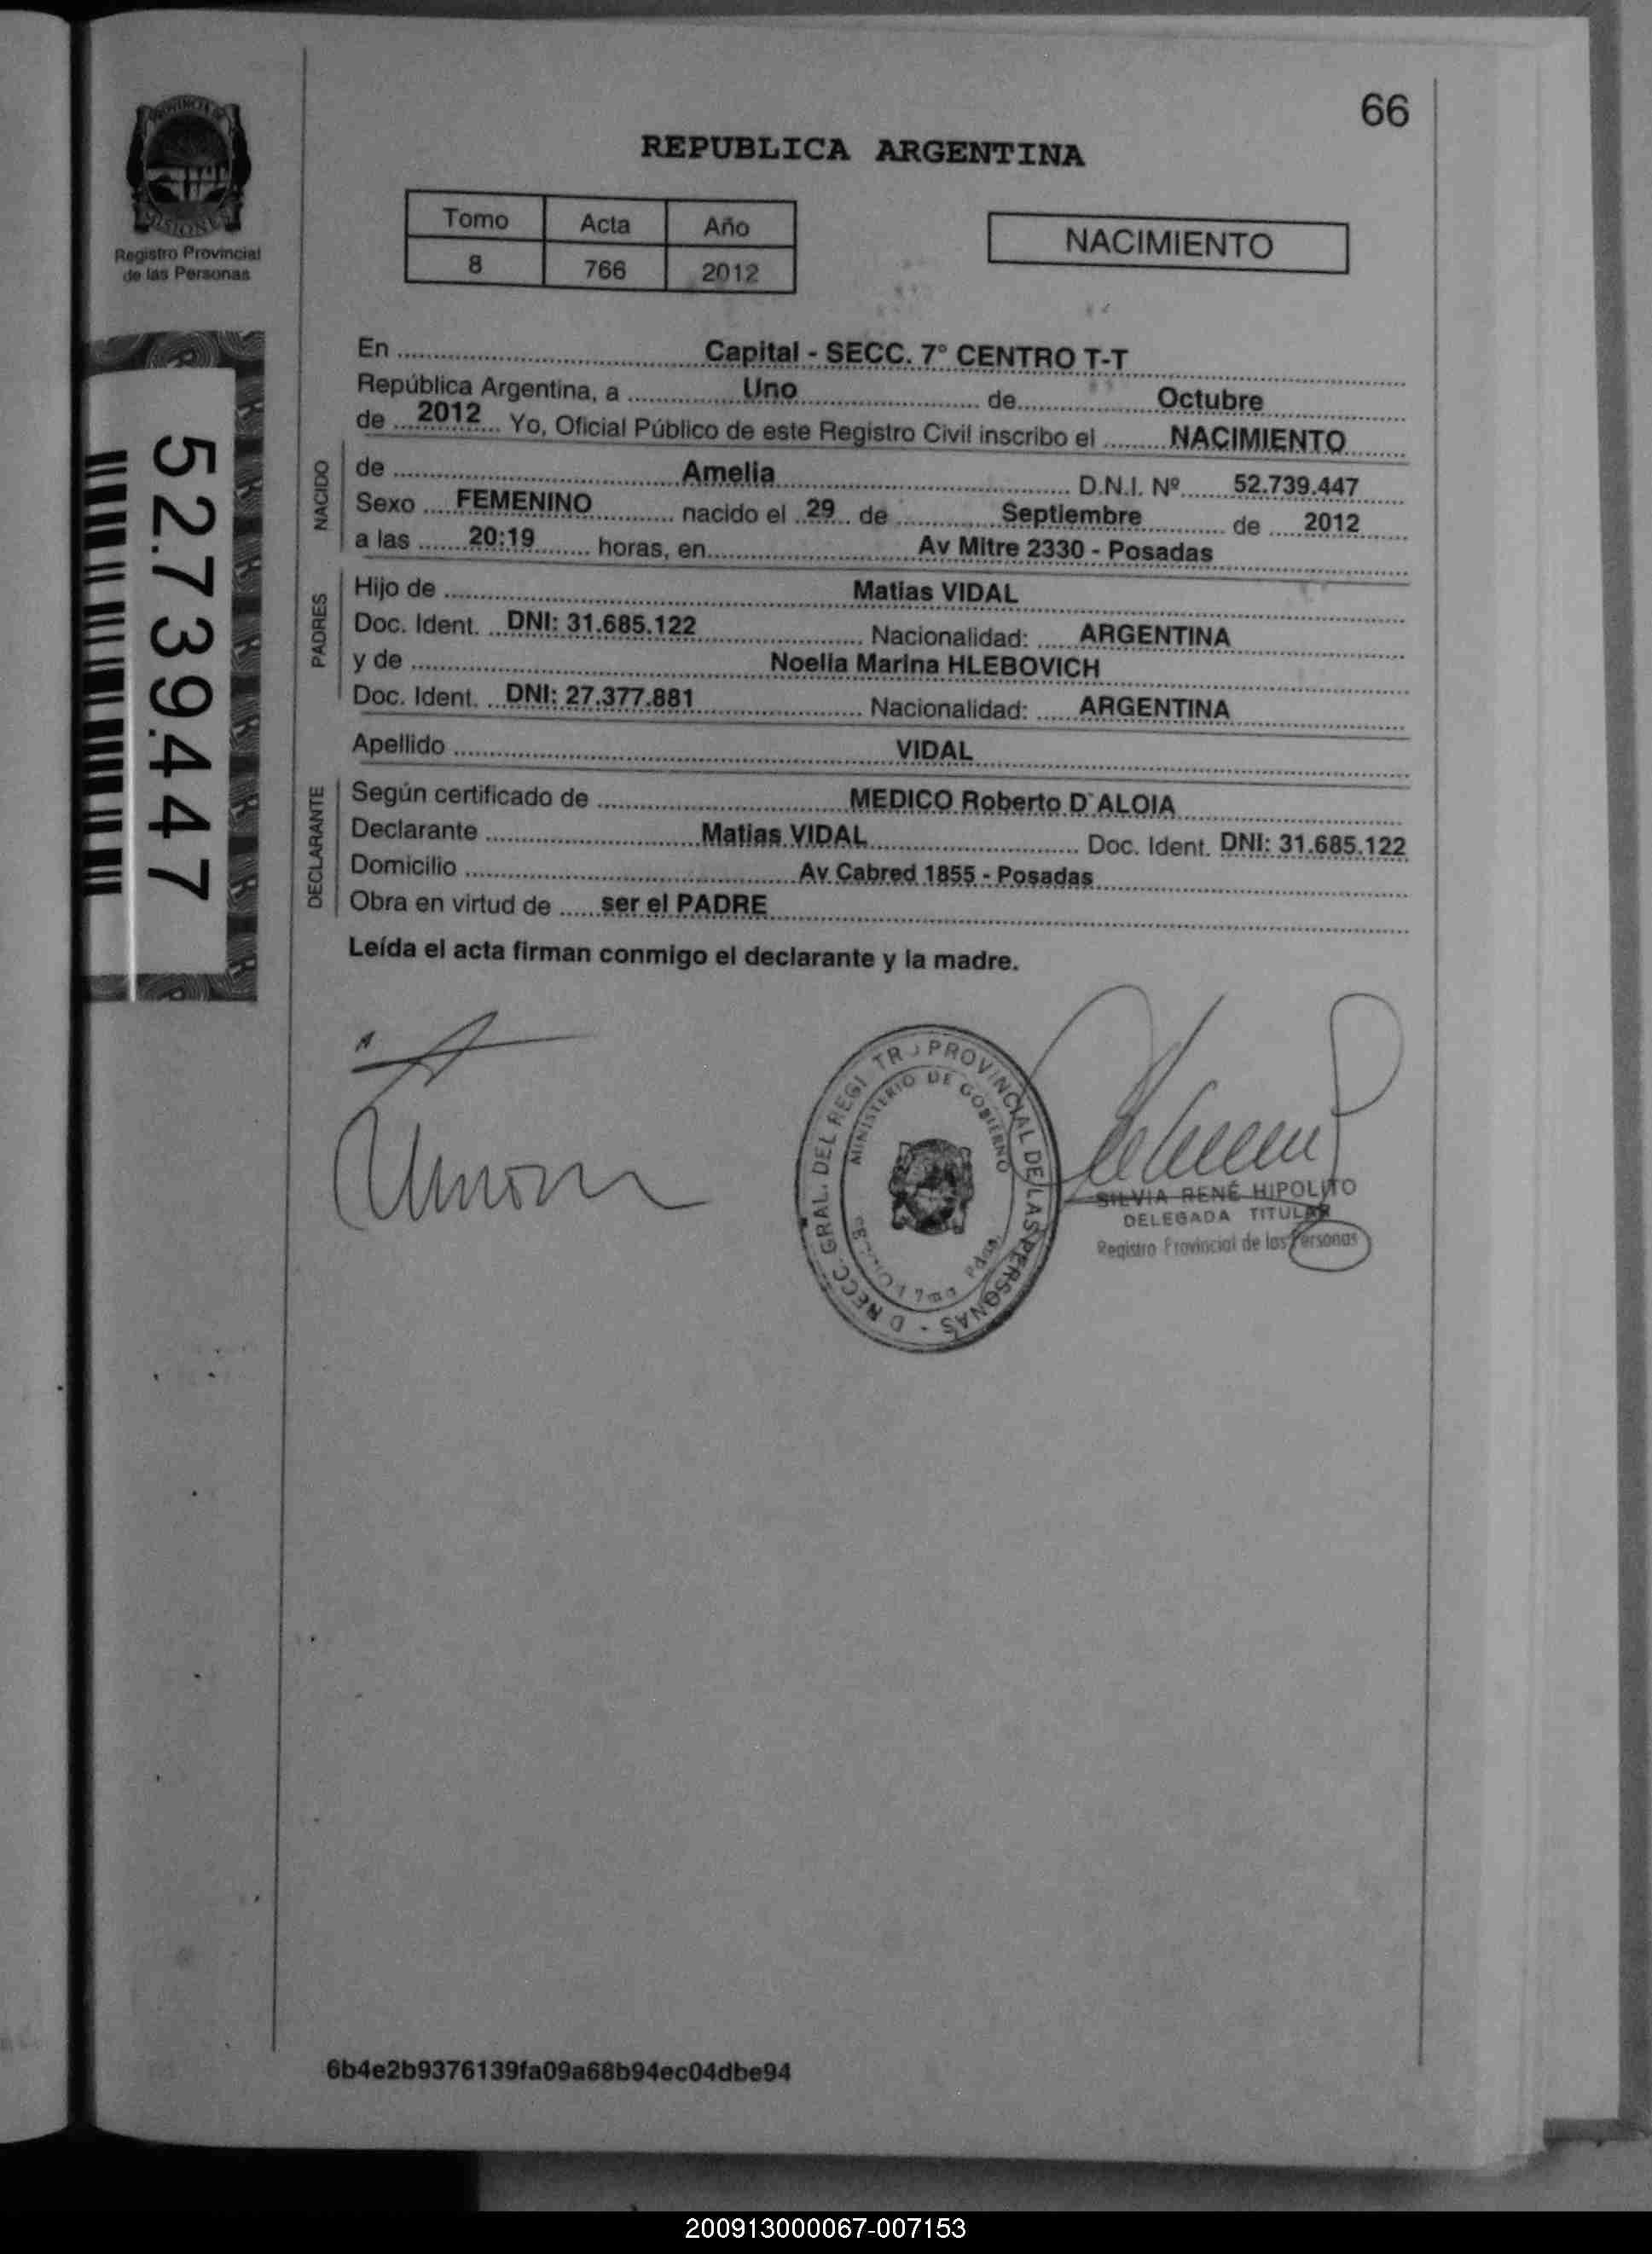 66
PROVINCIA DE
MISIONES
Registro Provincial
de las Personas
REPUBLICA ARGENTINA
Tomo Acta Año
8 766 2012
NACIMIENTO
52.739.447
En Capital - SECC. 7° CENTRO T-T
República Argentina, a Uno de Octubre
de 2012 Yo, Oficial Público de este Registro Civil inscribo el NACIMIENTO
NACIDO
de Amelia D.N.I. Nº 52.739.447
Sexo FEMENINO nacido el 29 de Septiembre de 2012
a las 20:19 horas, en Av Mitre 2330 - Posadas
PADRES
Hijo de Matias VIDAL
Doc. Ident. DNI: 31.685.122 Nacionalidad: ARGENTINA
y de Noelia Marina HLEBOVICH
Doc. Ident. DNI: 27.377.881 Nacionalidad: ARGENTINA
Apellido VIDAL
DECLARANTE
Según certificado de MEDICO Roberto D`ALOIA
Declarante Matias VIDAL Doc. Ident. DNI: 31.685.122
Domicilio Av Cabred 1855 - Posadas
Obra en virtud de ser el PADRE
Leída el acta firman conmigo el declarante y la madre.
GRAL. DEL REGI TR PROVINCIAL DE LAS PERSONAS -
MINISTERIO DE GOBIERNO
SILVIA RENÉ HIPOLITO
DELEGADA TITULAR
Registro Provincial de las Personas
6b4e2b9376139fa09a68b94ec04dbe94
200913000067-007153